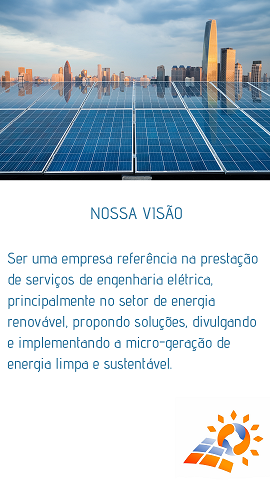 NOSSA VISÃO
Ser uma empresa referência na prestação
de serviços de engenharia elétrica,
principalmente no setor de energia
renovável, propondo soluções, divulgando
e implementando a micro-geração de
energia limpa e sustentável.